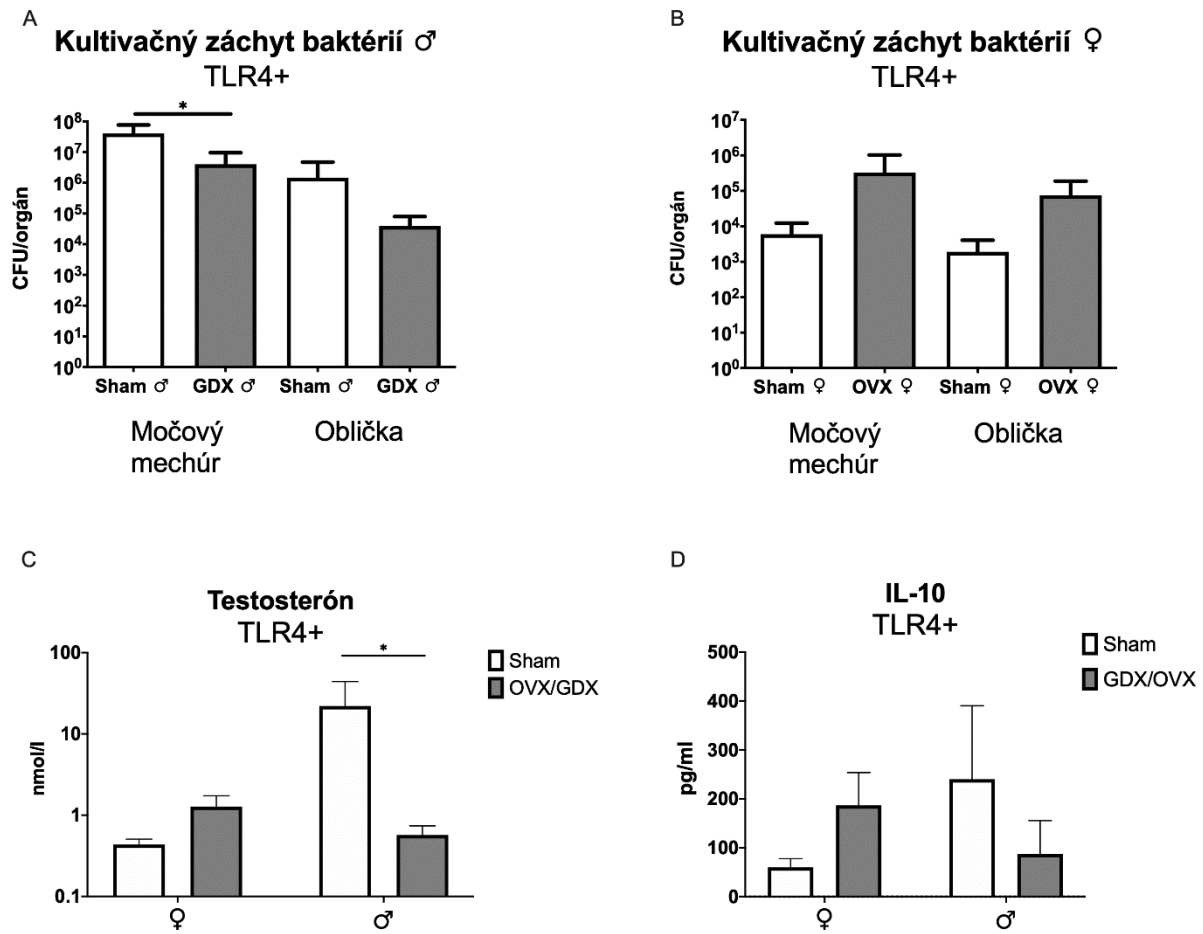 A
Kultivačný záchyt baktérií ♂
TLR4+
*
10⁸
10⁷
10⁶
10⁵
10⁴
10³
10²
10¹
10⁰
CFU/orgán
Sham ♂ GDX ♂ Sham ♂ GDX ♂
Močový
mechúr
Oblička
B
Kultivačný záchyt baktérií ♀
TLR4+
10⁷
10⁶
10⁵
10⁴
10³
10²
10¹
10⁰
CFU/orgán
Sham ♀ OVX ♀ Sham ♀ OVX ♀
Močový
mechúr
Oblička
C
Testosterón
TLR4+
*
Sham
OVX/GDX
100
10
1
0.1
nmol/l
♀ ♂
D
IL-10
TLR4+
Sham
GDX/OVX
500
400
300
200
100
0
pg/ml
♀ ♂